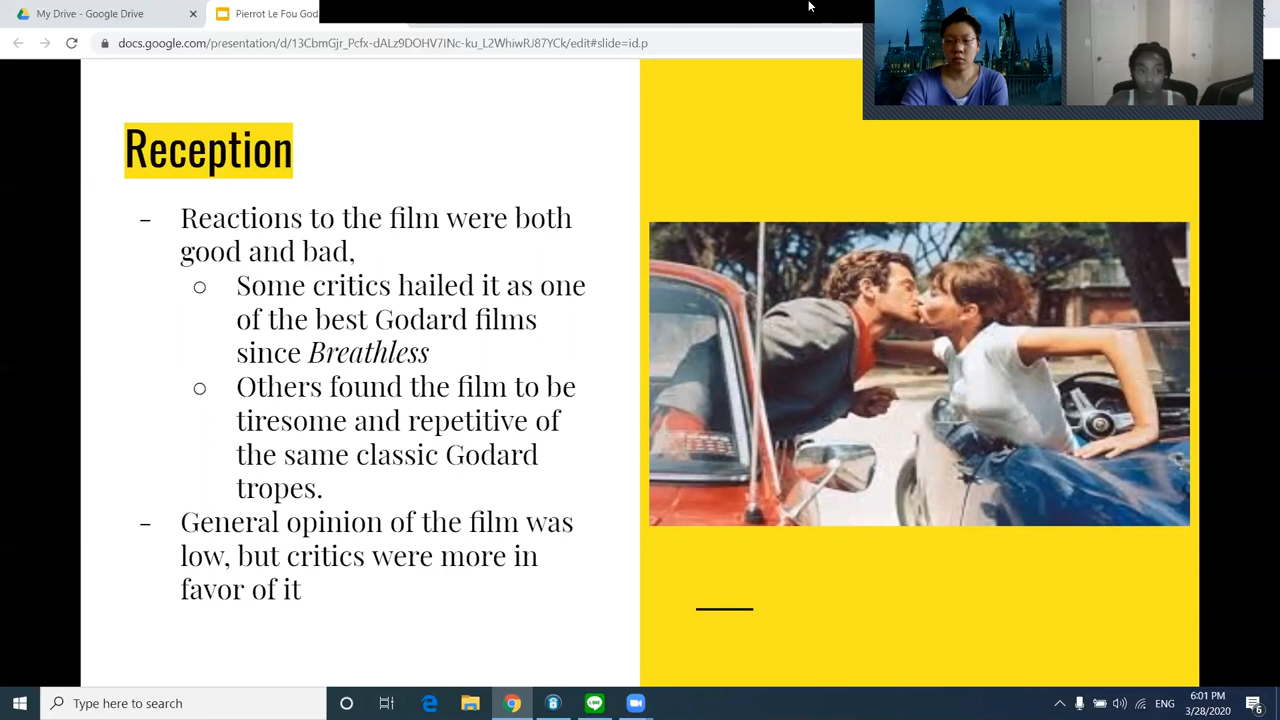 My Drive - Google Drive
Pierrot Le Fou God
docs.google.com/presentation/d/13CbmGjr_Pcfx-dALz9DOHV7INc-ku_L2WhiwRJ87YCk/edit#slide=id.p
Reception
- Reactions to the film were both
good and bad,
○ Some critics hailed it as one
of the best Godard films
since Breathless
○ Others found the film to be
tiresome and repetitive of
the same classic Godard
tropes.
- General opinion of the film was
low, but critics were more in
favor of it
Type here to search
LINE
ENG
6:01 PM
3/28/2020
6